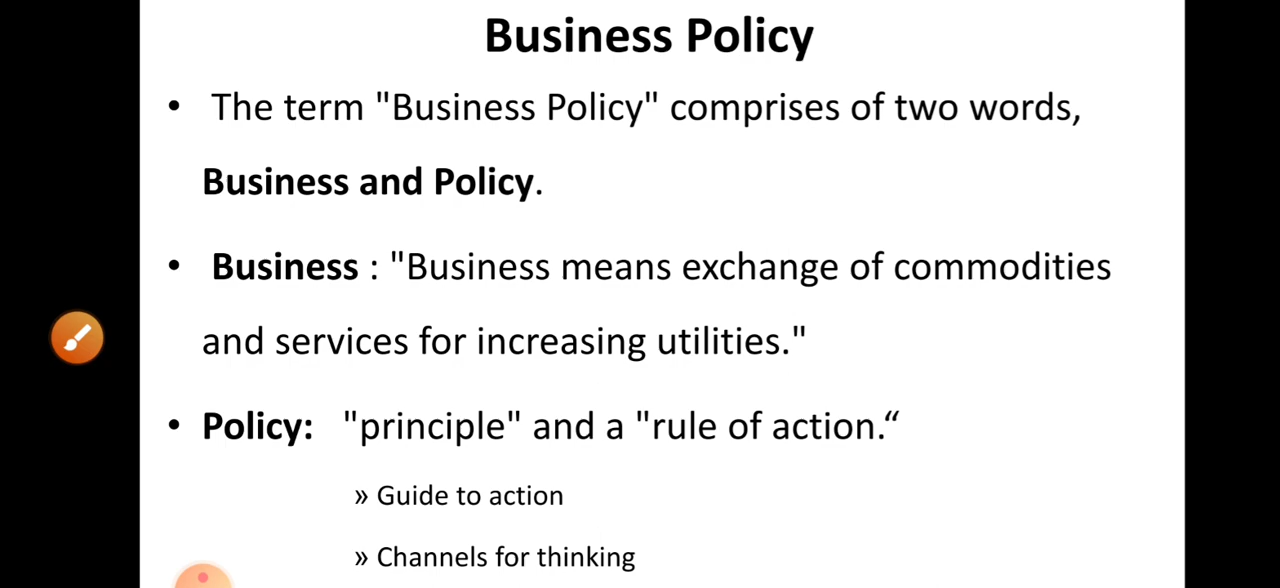 Business Policy
• The term "Business Policy" comprises of two words,
Business and Policy.
• Business : "Business means exchange of commodities
and services for increasing utilities."
• Policy: "principle" and a "rule of action.“
» Guide to action
» Channels for thinking